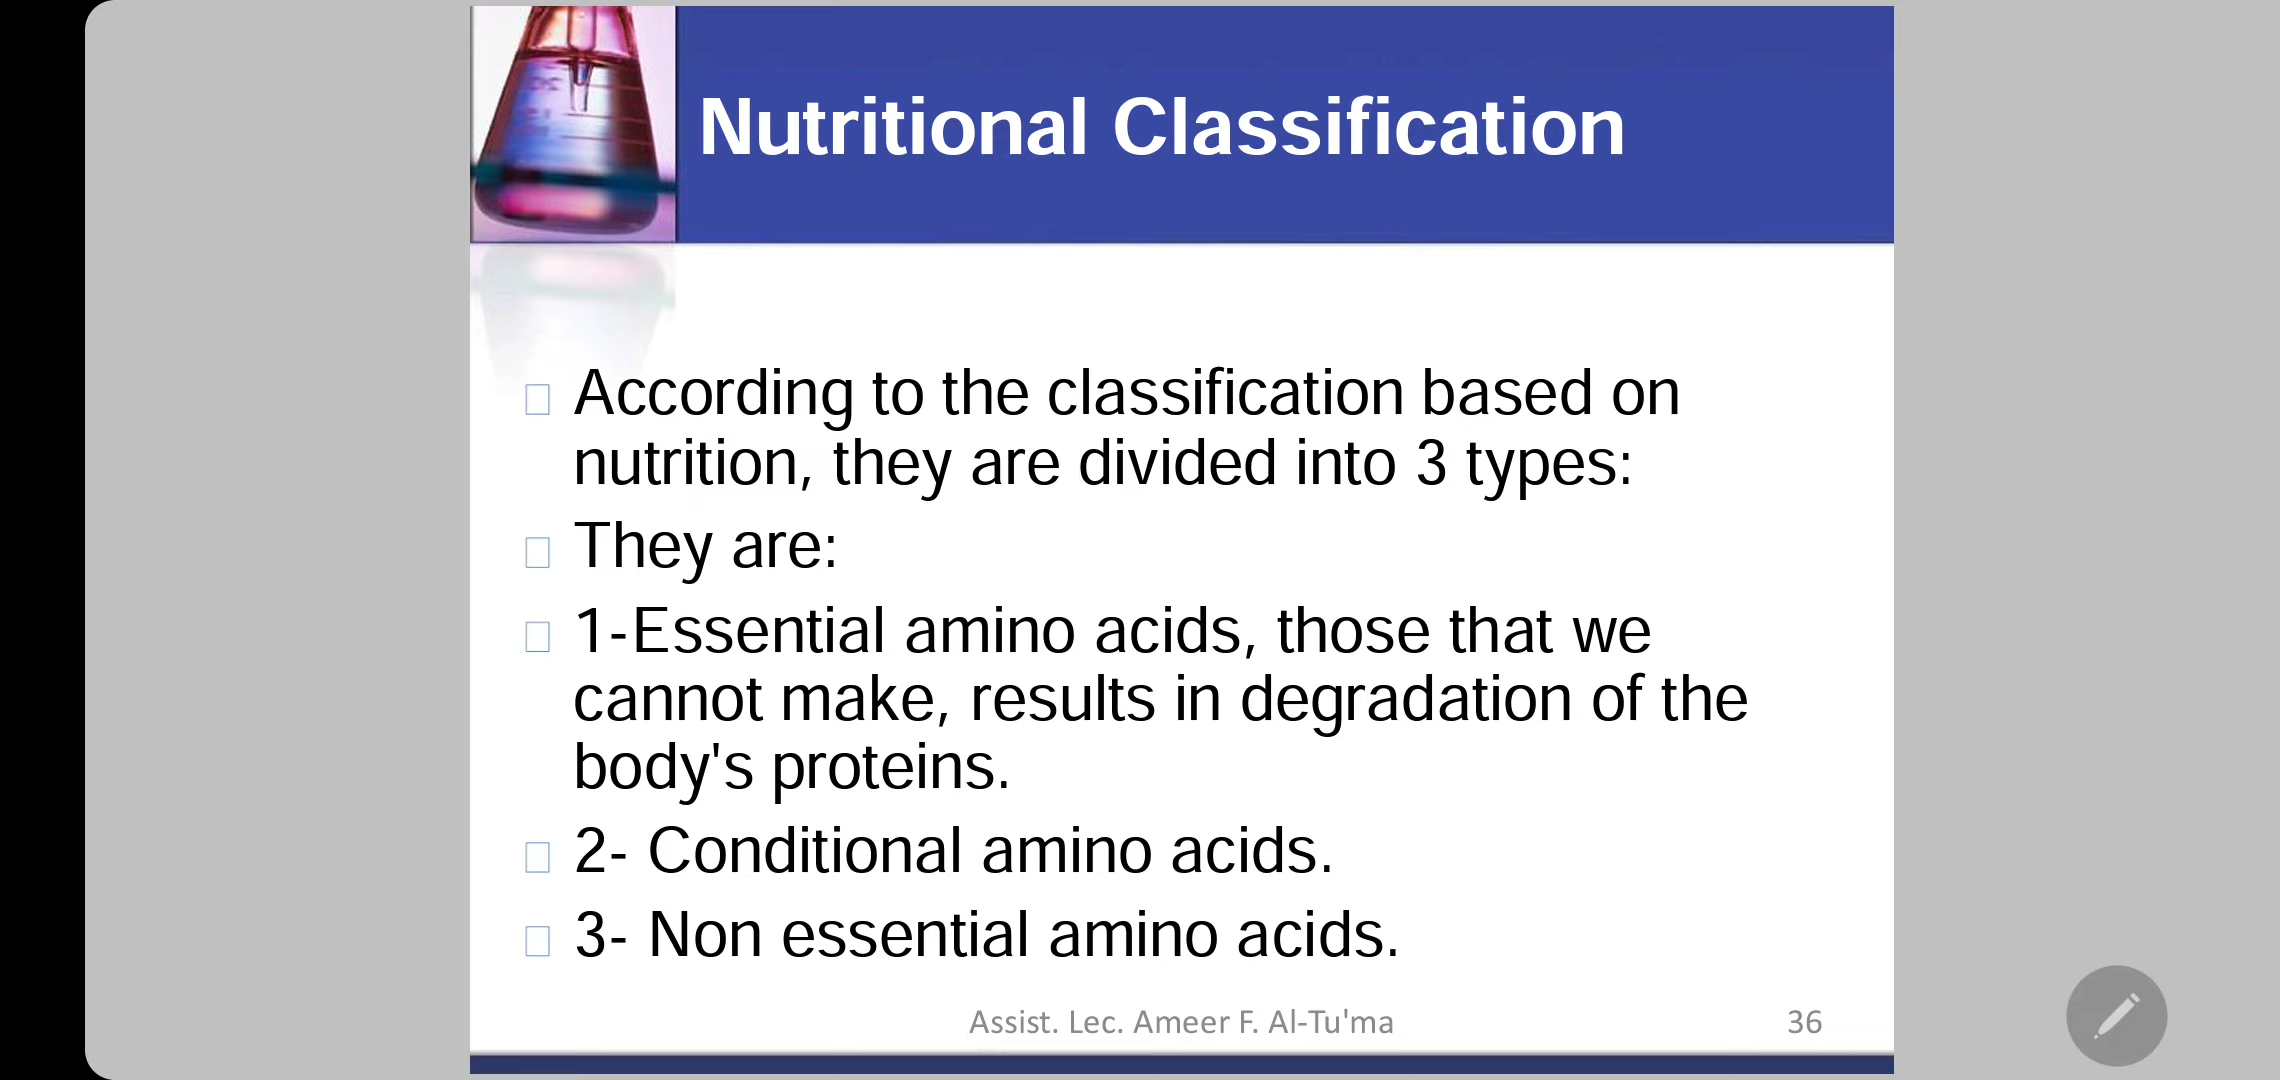 Nutritional Classification
According to the classification based on
nutrition, they are divided into 3 types:
They are:
1-Essential amino acids, those that we
cannot make, results in degradation of the
body's proteins.
2- Conditional amino acids.
3- Non essential amino acids.
Assist. Lec. Ameer F. Al-Tu'ma
36